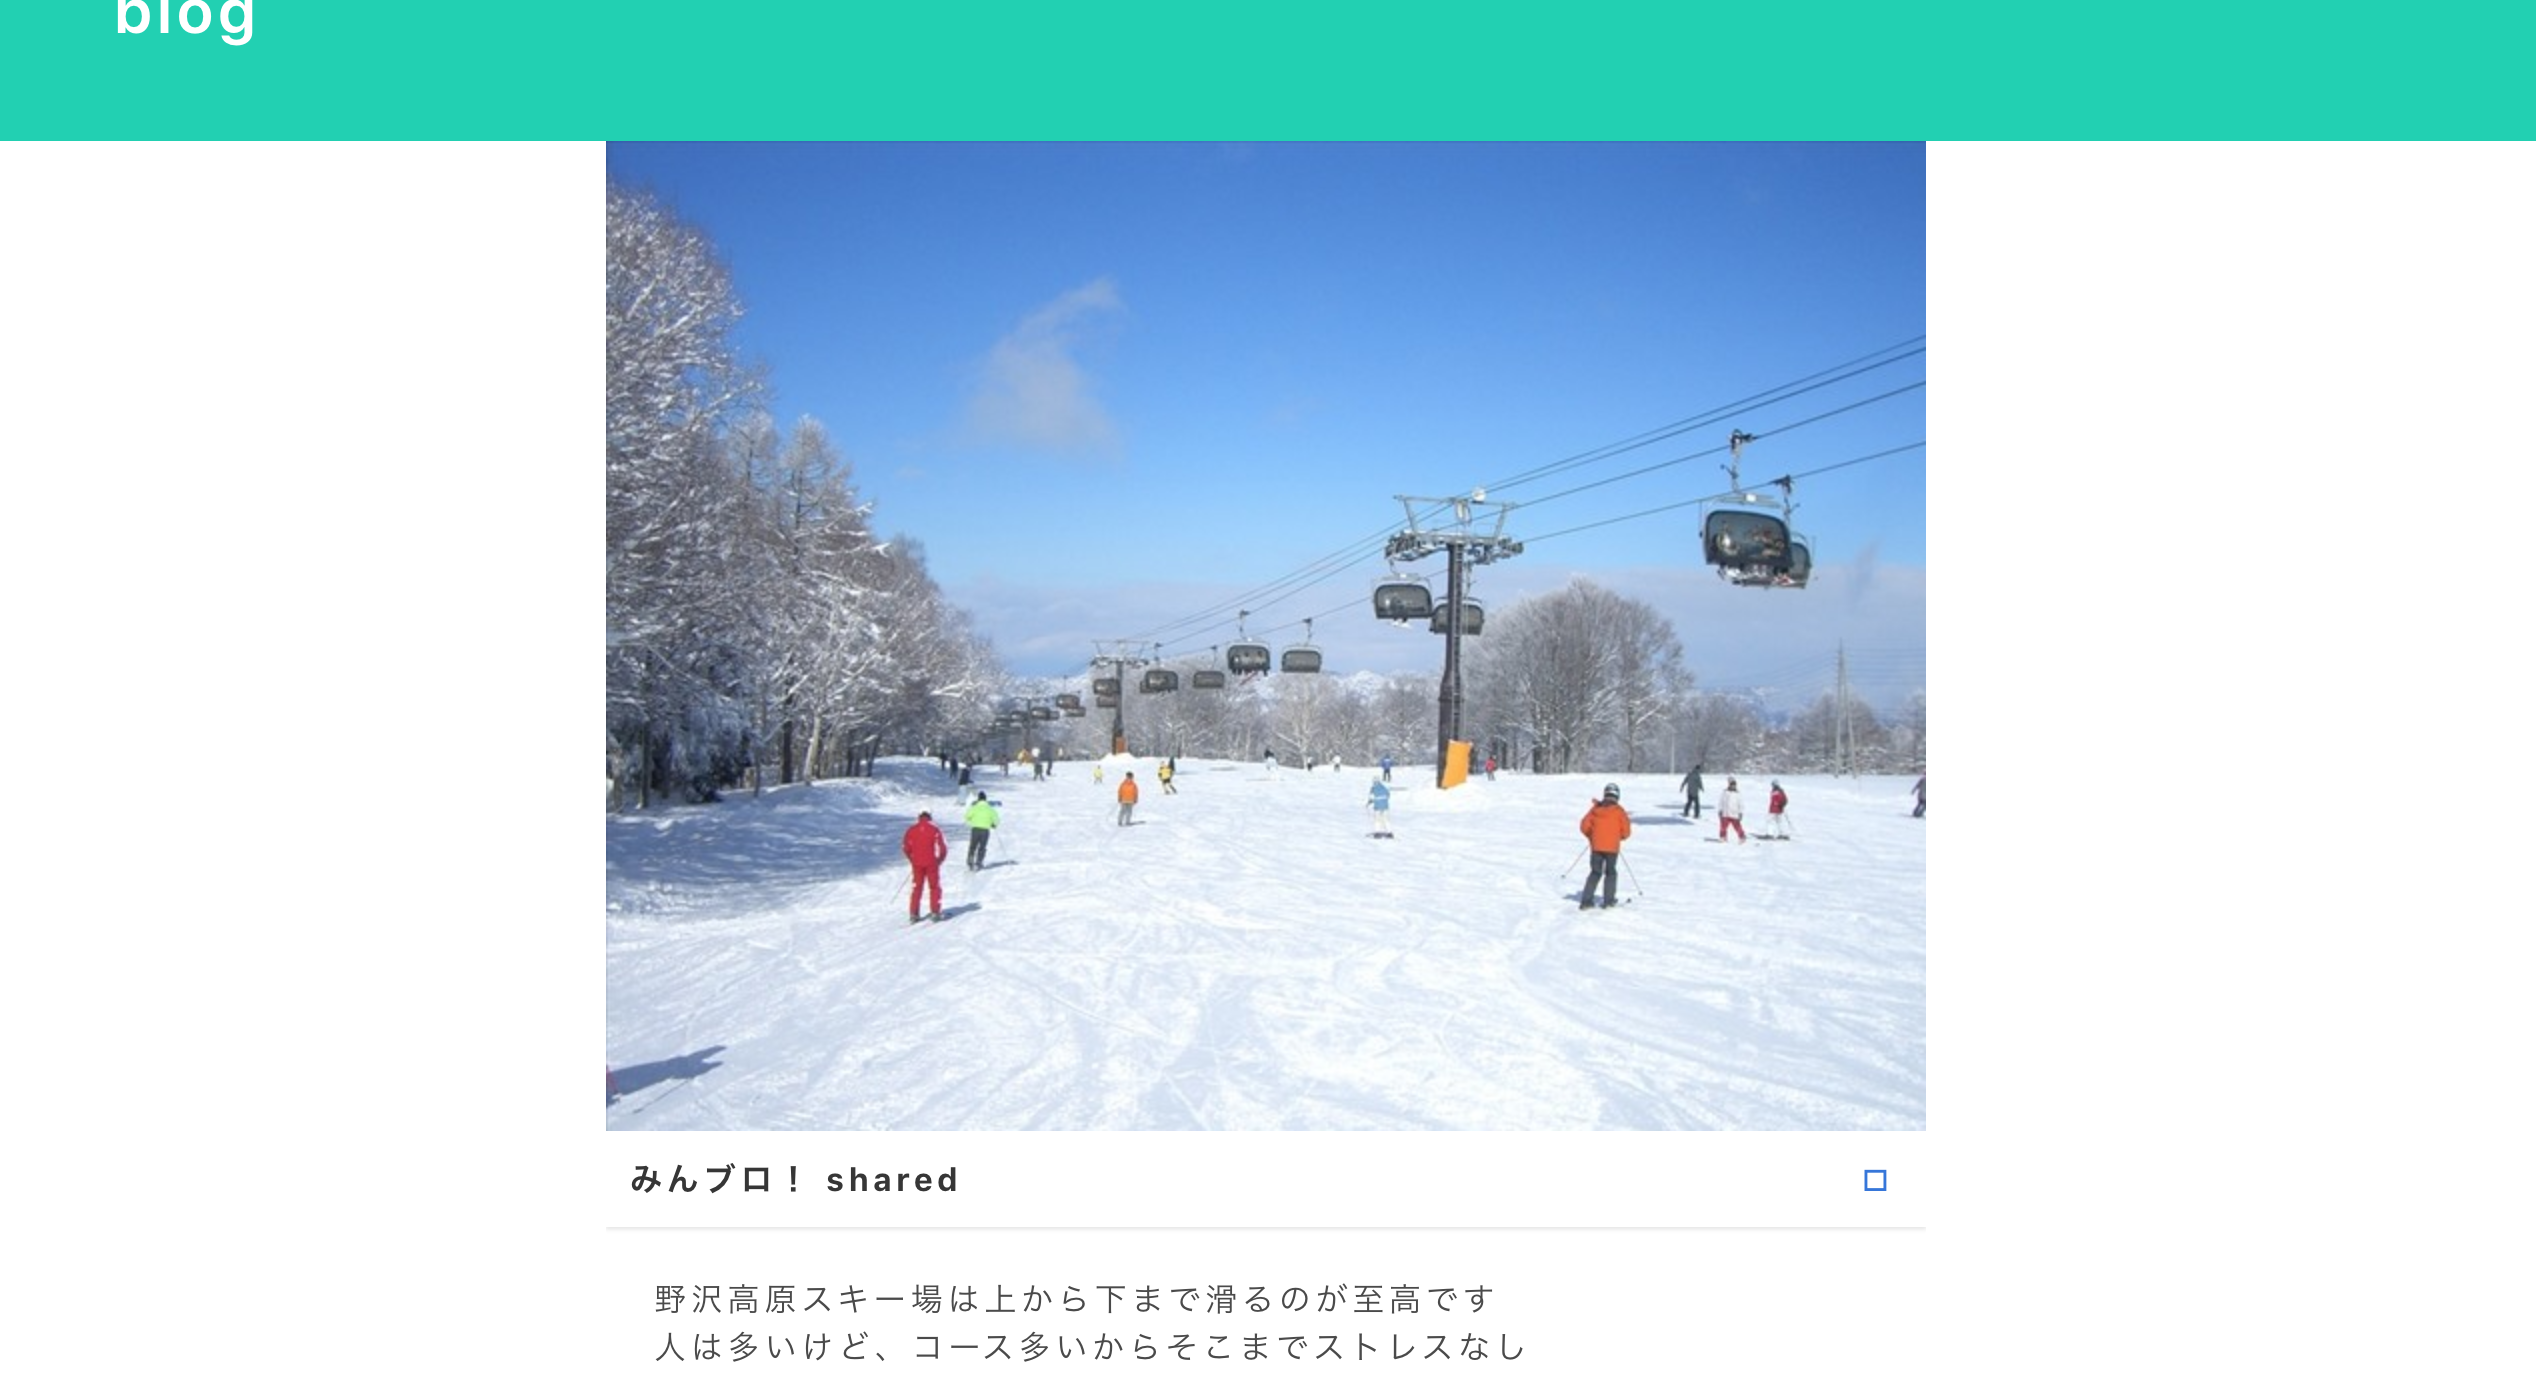 blog
みんブロ！ shared
野沢高原スキー場は上から下まで滑るのが至高です
人は多いけど、コース多いからそこまでストレスなし